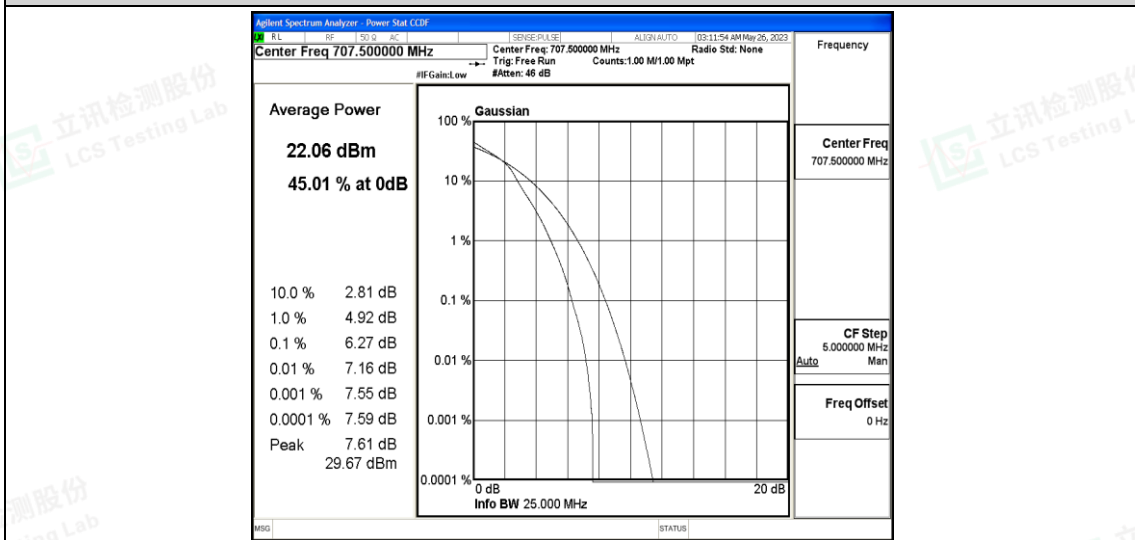 Agilent Spectrum Analyzer - Power Stat CCDF
RL RF 50 Ω AC SENSE:PULSE ALIGNAUTO 03:11:54 AM May 26, 2023
Center Freq 707.500000 MHz
Center Freq: 707.500000 MHz Radio Std: None
Trig: Free Run Counts:1.00 M/1.00 Mpt
#IFGain:Low #Atten: 46 dB
Frequency
Average Power
22.06 dBm
45.01 % at 0dB
10.0 % 2.81 dB
1.0 % 4.92 dB
0.1 % 6.27 dB
0.01 % 7.16 dB
0.001 % 7.55 dB
0.0001 % 7.59 dB
Peak 7.61 dB
29.67 dBm
Gaussian
100 %
10 %
1 %
0.1 %
0.01 %
0.001 %
0.0001 %
0 dB 20 dB
Info BW 25.000 MHz
Center Freq
707.500000 MHz
CF Step
5.000000 MHz
Auto Man
Freq Offset
0 Hz
MSG STATUS
立讯检测股份
LCS Testing Lab
立讯检测股份
LCS Testing L
测股份
ng Lab